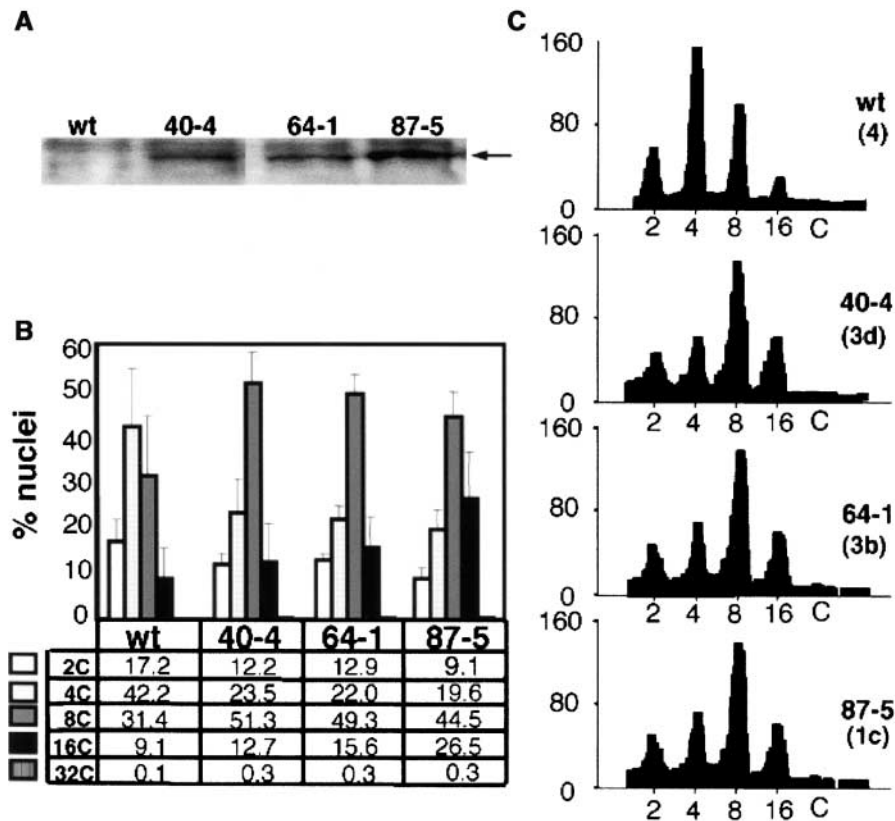 A
wt 40-4 64-1 87-5
B
% nuclei
60
50
40
30
20
10
0
wt 40-4 64-1 87-5
2C 17.2 12.2 12.9 9.1
4C 42.2 23.5 22.0 19.6
8C 31.4 51.3 49.3 44.5
16C 9.1 12.7 15.6 26.5
32C 0.1 0.3 0.3 0.3
C
160
80
0
2 4 8 16 C
wt
(4)
160
80
0
2 4 8 16 C
40-4
(3d)
160
80
0
2 4 8 16 C
64-1
(3b)
160
80
0
2 4 8 16 C
87-5
(1c)